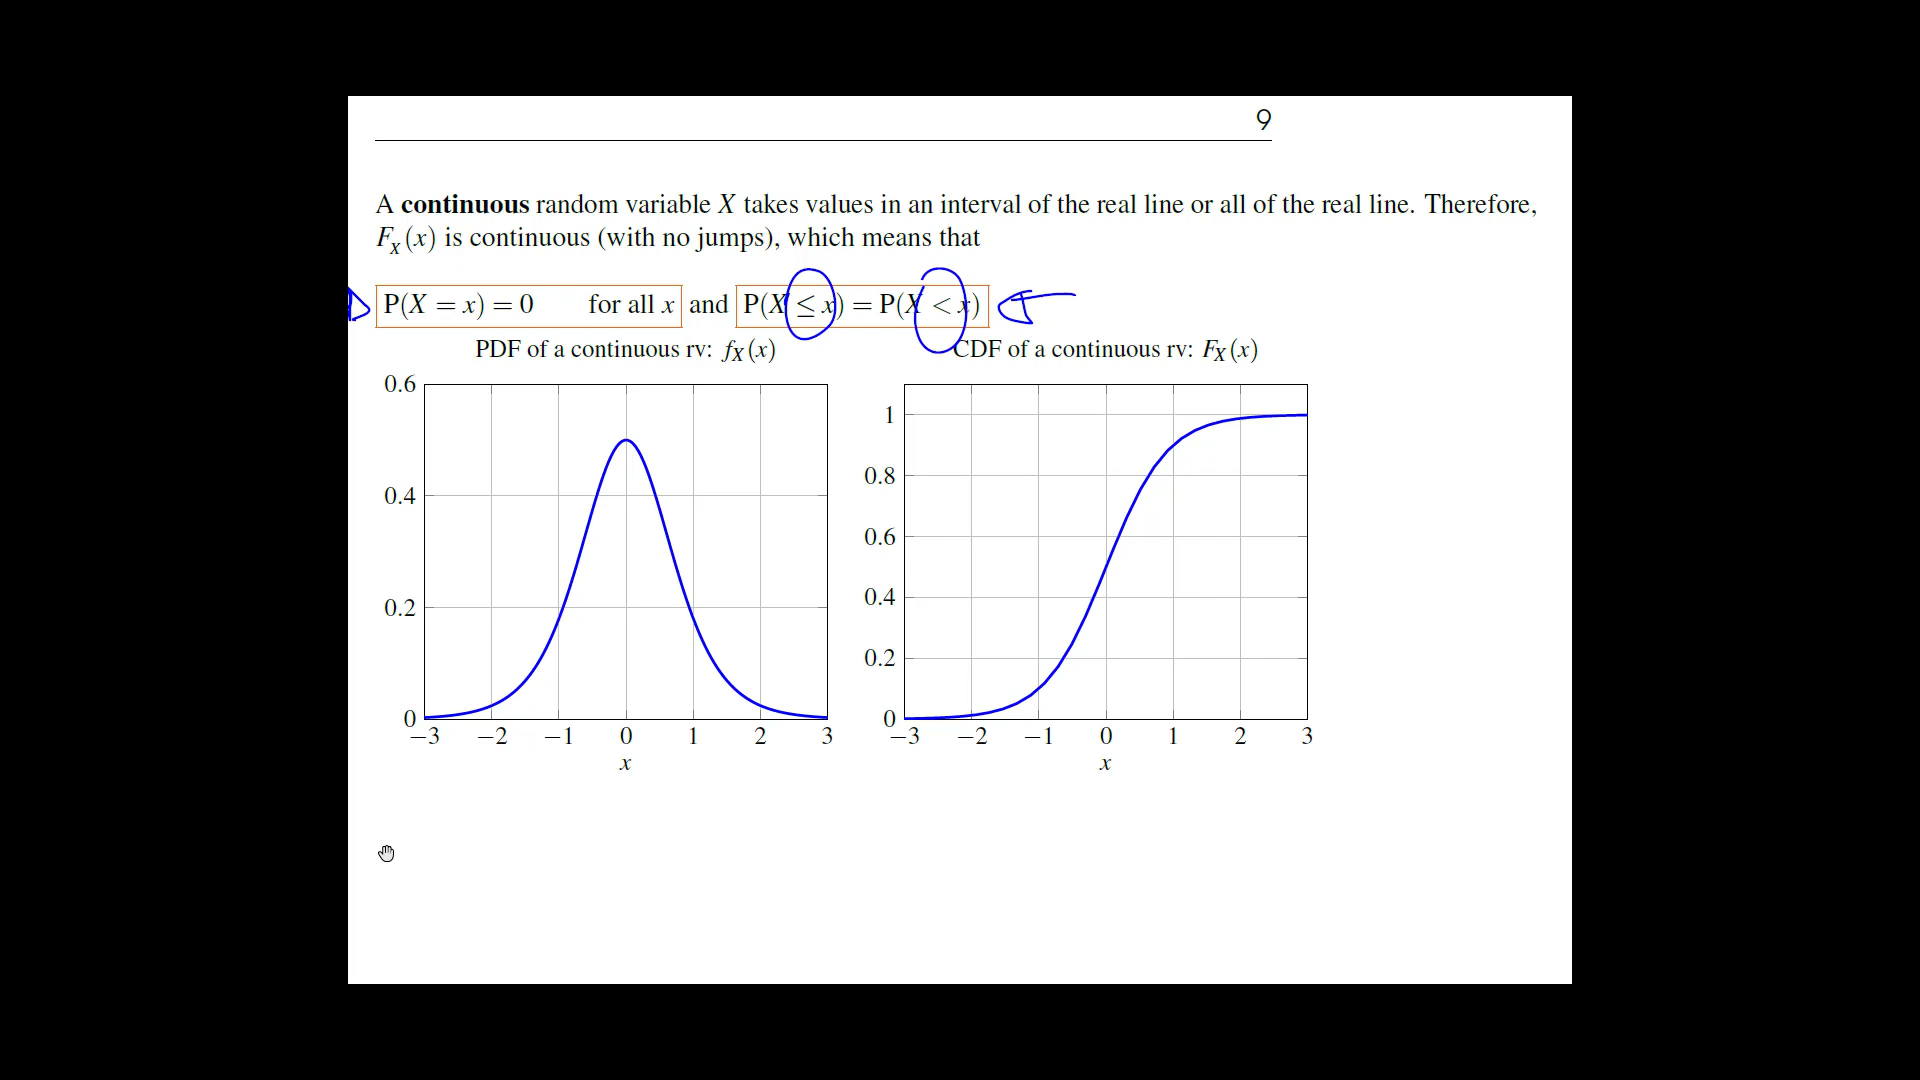 9
A continuous random variable X takes values in an interval of the real line or all of the real line. Therefore,
F_X(x) is continuous (with no jumps), which means that
P(X = x) = 0 for all x and P(X ≤ x) = P(X < x)
PDF of a continuous rv: f_X(x)
0.6
0.4
0.2
0
−3 −2 −1 0 1 2 3
x
CDF of a continuous rv: F_X(x)
1
0.8
0.6
0.4
0.2
0
−3 −2 −1 0 1 2 3
x